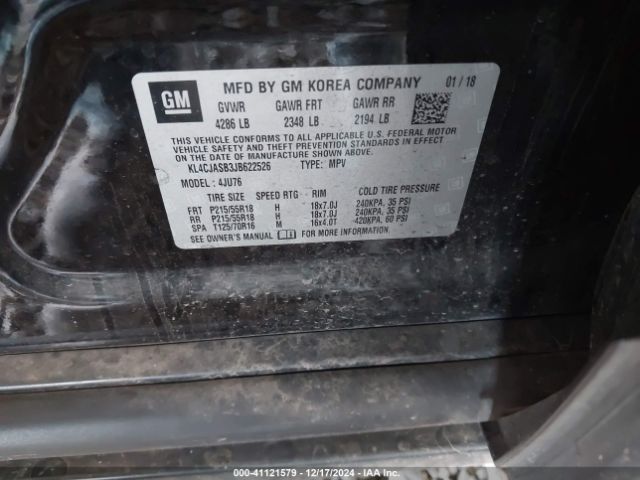 GM
MFD BY GM KOREA COMPANY 01 / 18
GVWR GAWR FRT GAWR RR
4286 LB 2348 LB 2194 LB
THIS VEHICLE CONFORMS TO ALL APPLICABLE U.S. FEDERAL MOTOR
VEHICLE SAFETY AND THEFT PREVENTION STANDARDS IN EFFECT
ON THE DATE OF MANUFACTURE SHOWN ABOVE.
KL4CJASB3JB622526 TYPE: MPV
MODEL: 4JU76
TIRE SIZE SPEED RTG RIM COLD TIRE PRESSURE
FRT P215/55R18 H 18x7.0J 240KPA, 35 PSI
RR P215/55R18 H 18x7.0J 240KPA, 35 PSI
SPA T125/70R16 M 16x4.0T 420KPA, 60 PSI
SEE OWNER'S MANUAL FOR MORE INFORMATION.
000-41121579 - 12/17/2024 - IAA Inc.